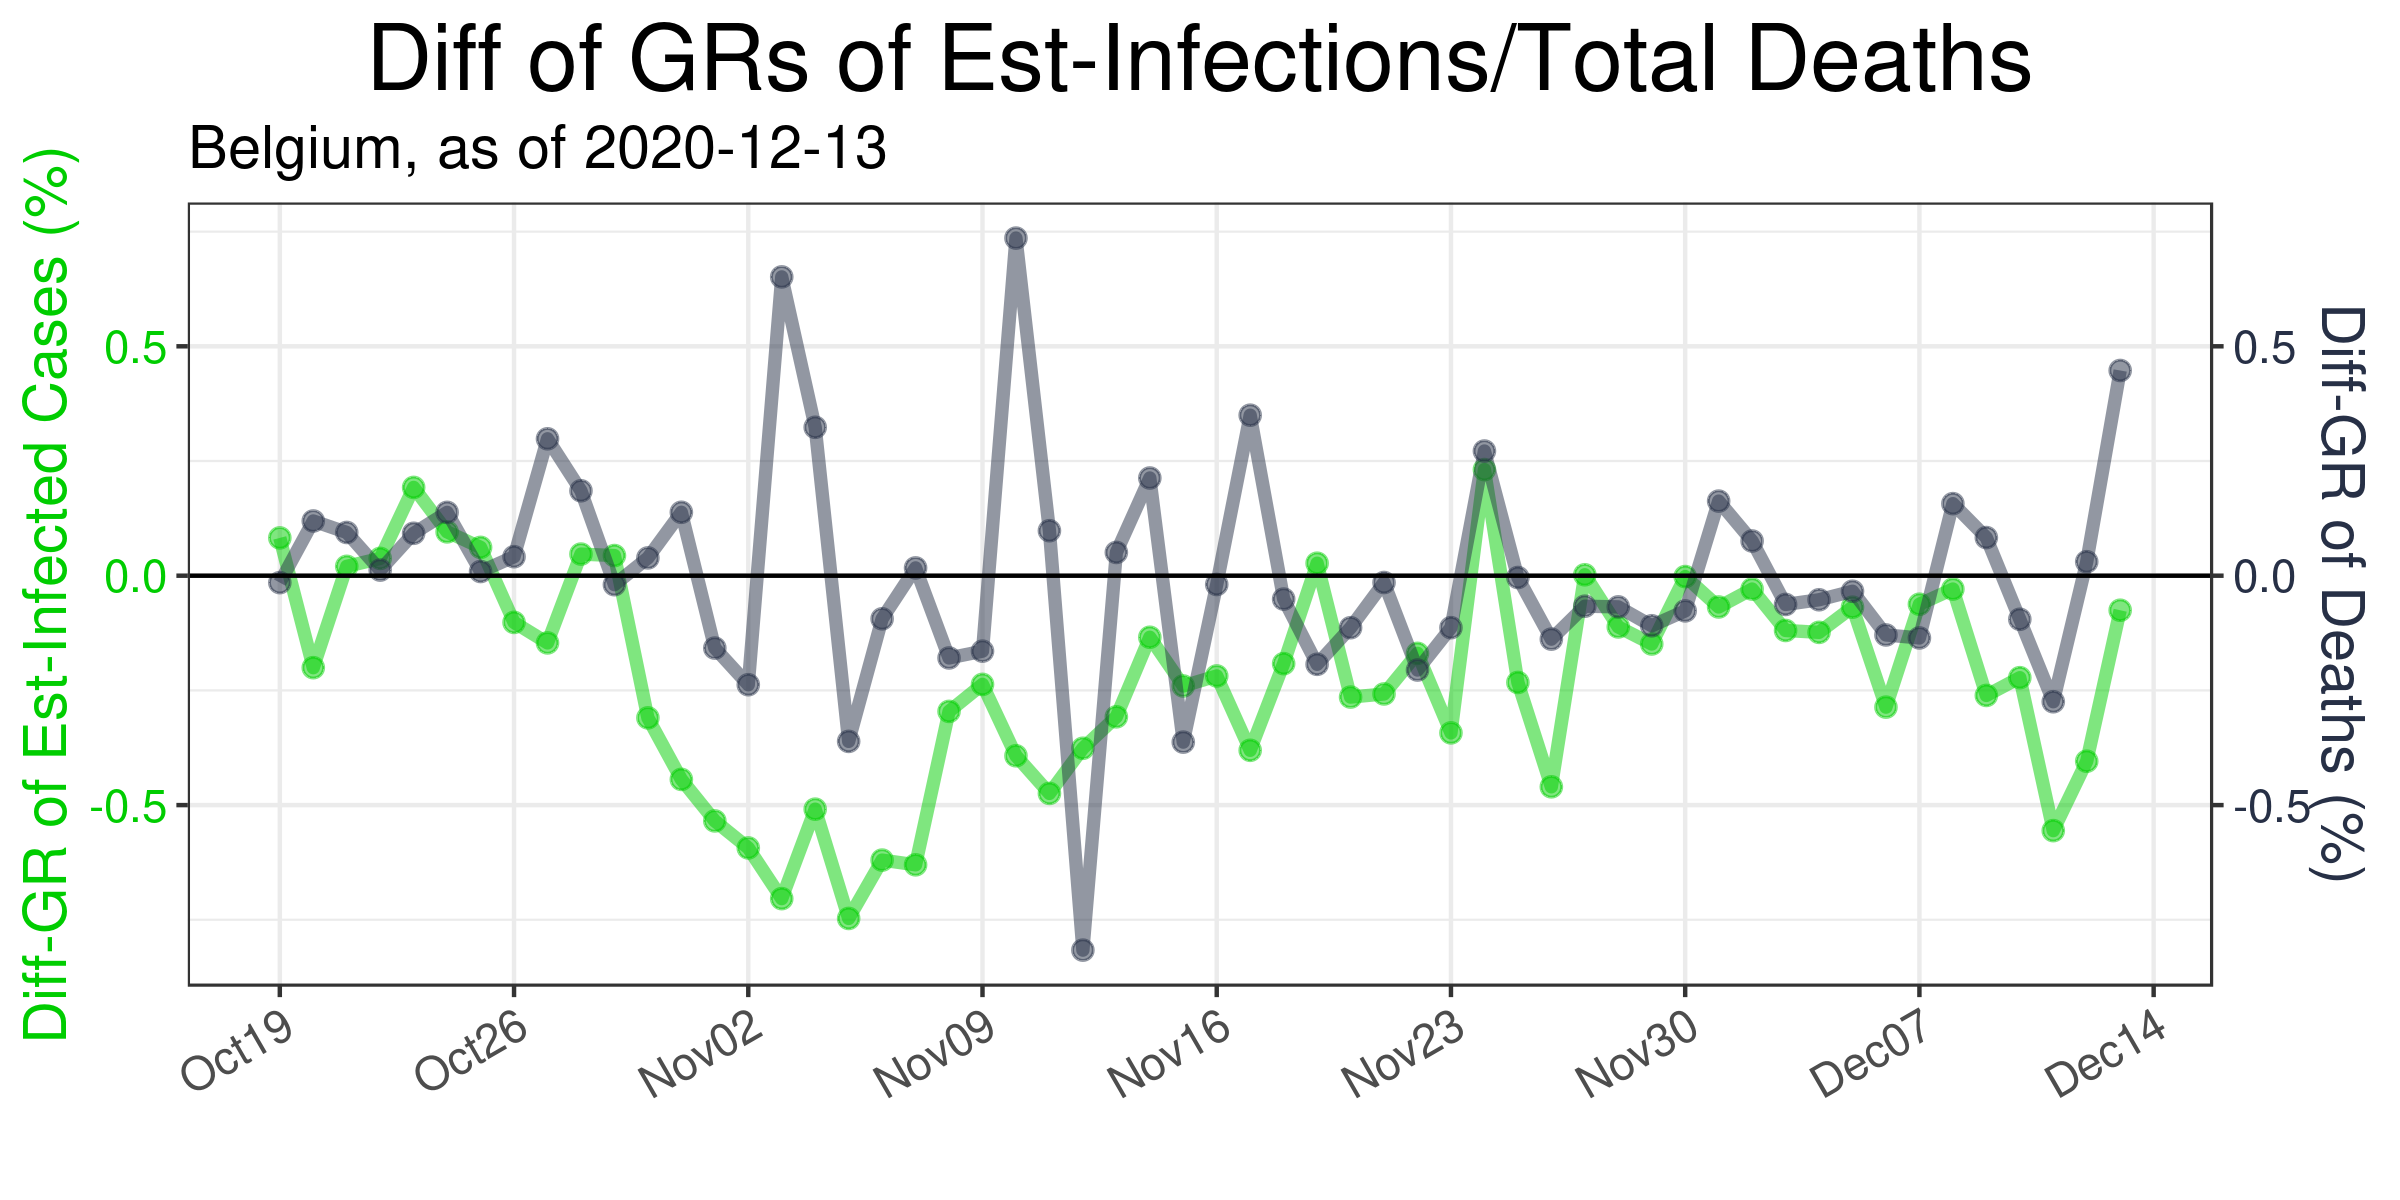 Diff of GRs of Est-Infections/Total Deaths
Belgium, as of 2020-12-13
Diff-GR of Est-Infected Cases (%)
0.5
0.0
-0.5
0.5
0.0
-0.5
Diff-GR of Deaths (%)
Oct19
Oct26
Nov02
Nov09
Nov16
Nov23
Nov30
Dec07
Dec14